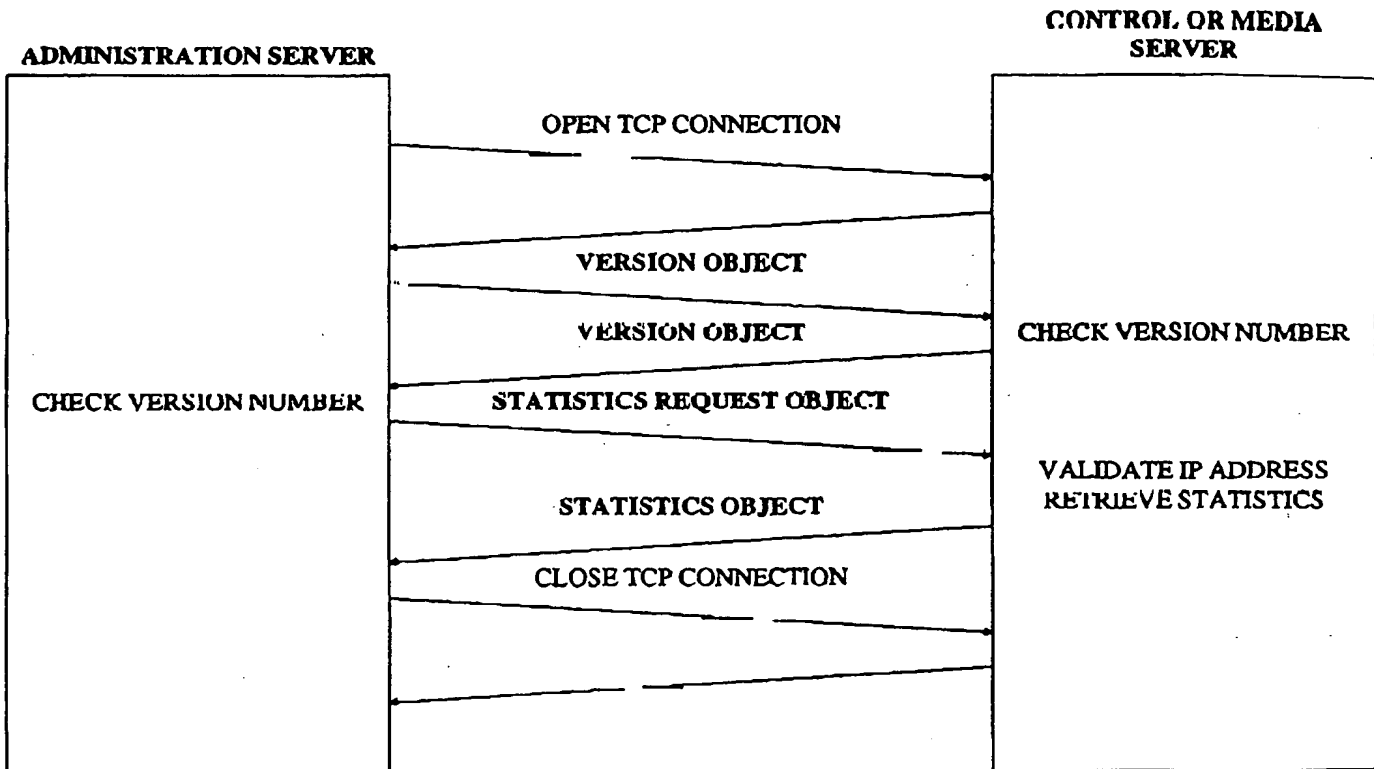 CONTROL OR MEDIA
SERVER
ADMINISTRATION SERVER
OPEN TCP CONNECTION
VERSION OBJECT
VERSION OBJECT
CHECK VERSION NUMBER
CHECK VERSION NUMBER
STATISTICS REQUEST OBJECT
VALIDATE IP ADDRESS
RETRIEVE STATISTICS
STATISTICS OBJECT
CLOSE TCP CONNECTION